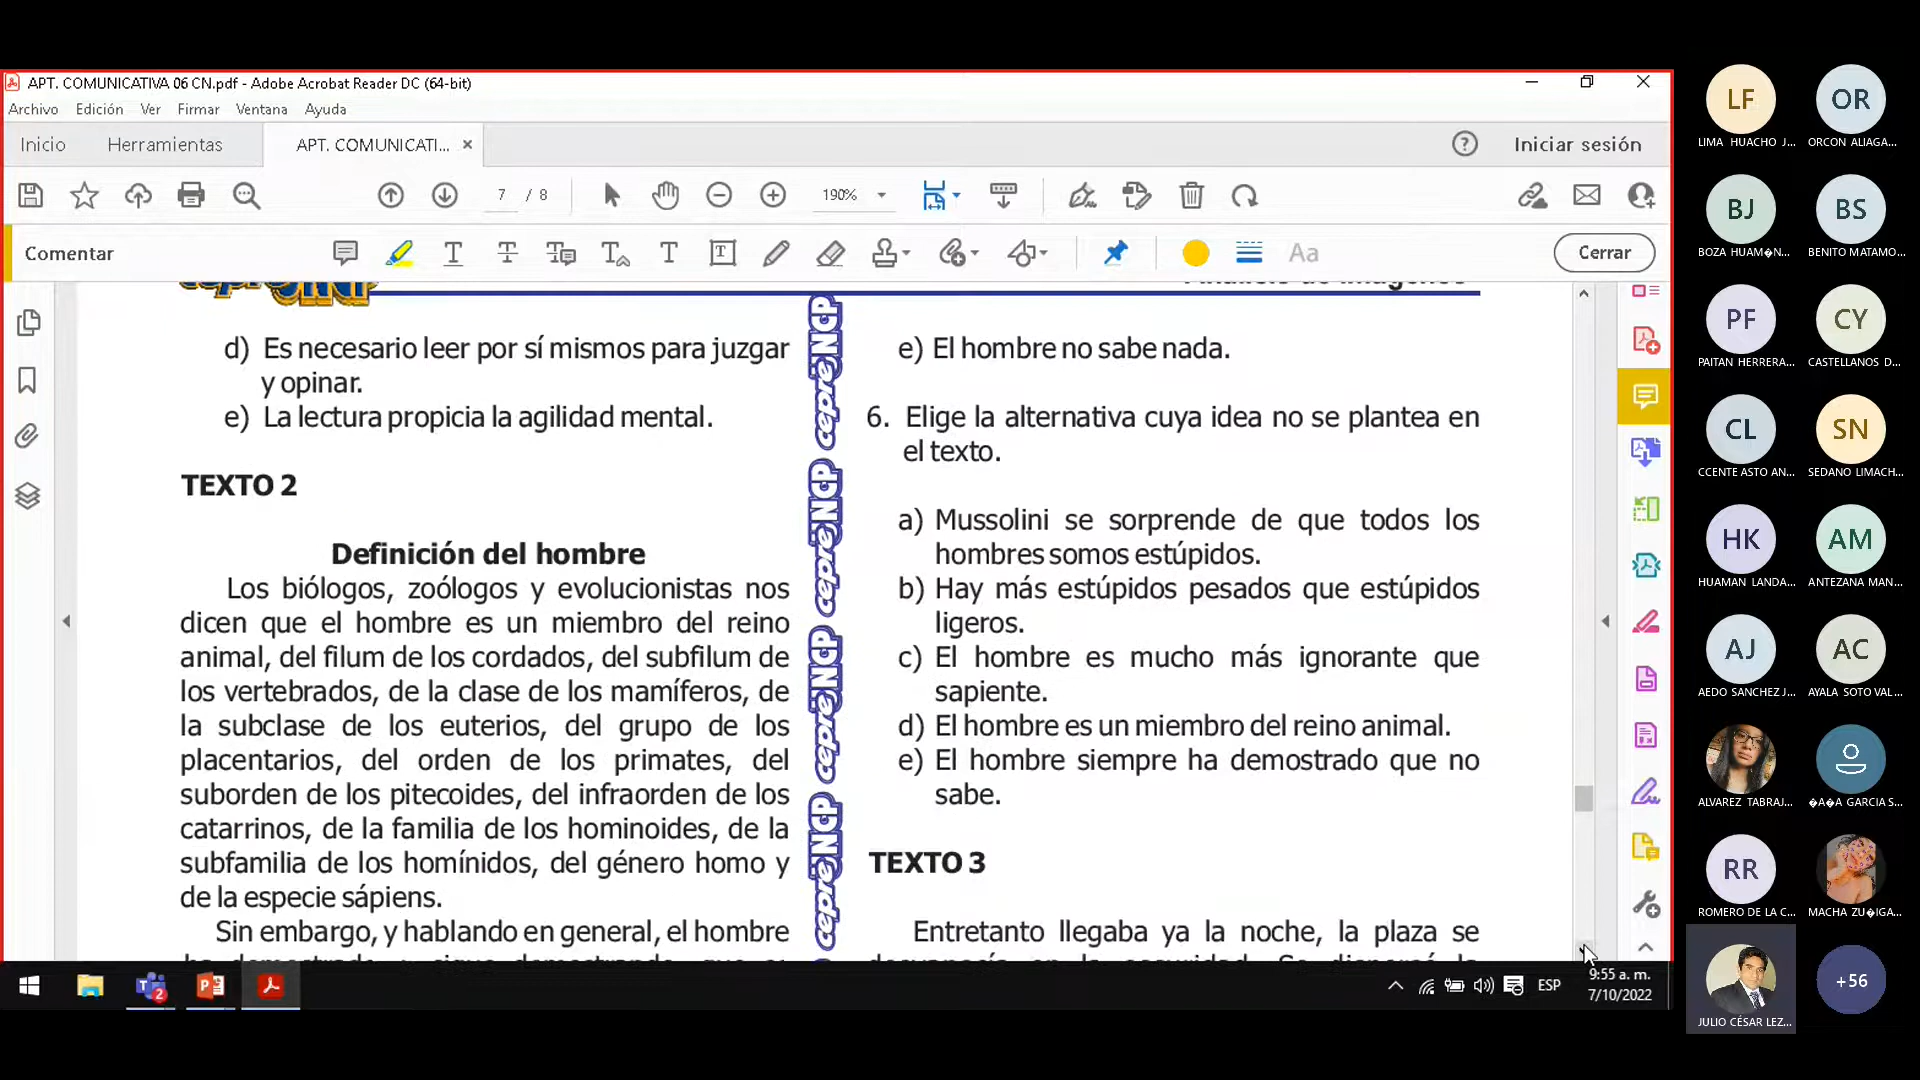 APT. COMUNICATIVA 06 CN.pdf - Adobe Acrobat Reader DC (64-bit)
Archivo Edición Ver Firmar Ventana Ayuda
Inicio Herramientas APT. COMUNICATI... Iniciar sesión
7 / 8 190%
Comentar Aa Cerrar
d) Es necesario leer por sí mismos para juzgar
y opinar.
e) La lectura propicia la agilidad mental.
TEXTO 2
Definición del hombre
Los biólogos, zoólogos y evolucionistas nos
dicen que el hombre es un miembro del reino
animal, del filum de los cordados, del subfilum de
los vertebrados, de la clase de los mamíferos, de
la subclase de los euterios, del grupo de los
placentarios, del orden de los primates, del
suborden de los pitecoides, del infraorden de los
catarrinos, de la familia de los hominoides, de la
subfamilia de los homínidos, del género homo y
de la especie sápiens.
Sin embargo, y hablando en general, el hombre
cepreUNCP
cepreUNCP
cepreUNCP
cepreUNCP
e) El hombre no sabe nada.
6. Elige la alternativa cuya idea no se plantea en
el texto.
a) Mussolini se sorprende de que todos los
hombres somos estúpidos.
b) Hay más estúpidos pesados que estúpidos
ligeros.
c) El hombre es mucho más ignorante que
sapiente.
d) El hombre es un miembro del reino animal.
e) El hombre siempre ha demostrado que no
sabe.
TEXTO 3
Entretanto llegaba ya la noche, la plaza se
ESP
9:55 a. m.
7/10/2022
LF OR
LIMA HUACHO J... ORCON ALIAGA...
BJ BS
BOZA HUAM�N... BENITO MATAMO...
PF CY
PAITAN HERRERA... CASTELLANOS D...
CL SN
CCENTE ASTO AN... SEDANO LIMACH...
HK AM
HUAMAN LANDA... ANTEZANA MAN...
AJ AC
AEDO SANCHEZ J... AYALA SOTO VAL...
ALVAREZ TABRAJ... �A�A GARCIA S...
RR
ROMERO DE LA C... MACHA ZU�IGA...
JULIO CÉSAR LEZ... +56